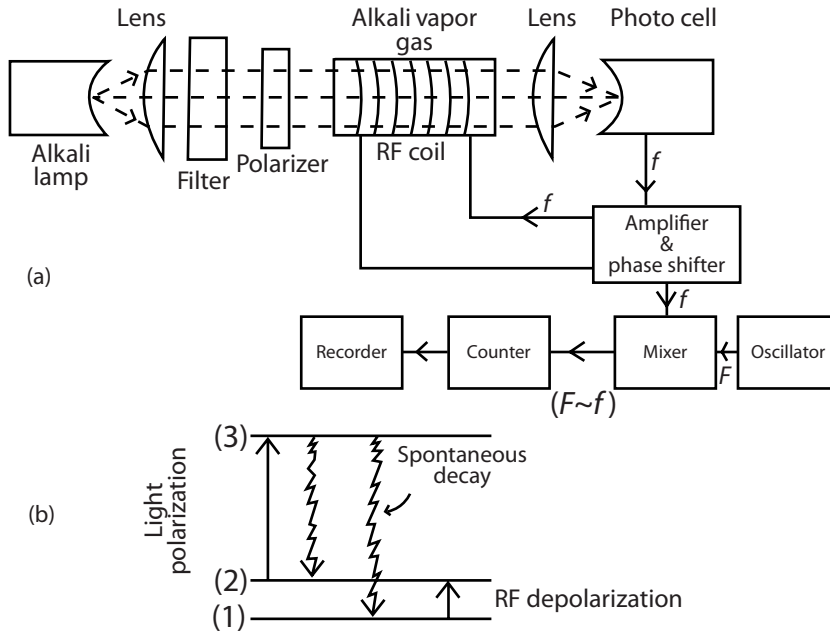 Lens
Alkali vapor
gas
Lens
Photo cell
Alkali
lamp
Filter
Polarizer
RF coil
f
f
Amplifier
&
phase shifter
(a)
f
Recorder
Counter
Mixer
Oscillator
F
(F~f)
(3)
Spontaneous
decay
Light
polarization
(b)
(2)
RF depolarization
(1)